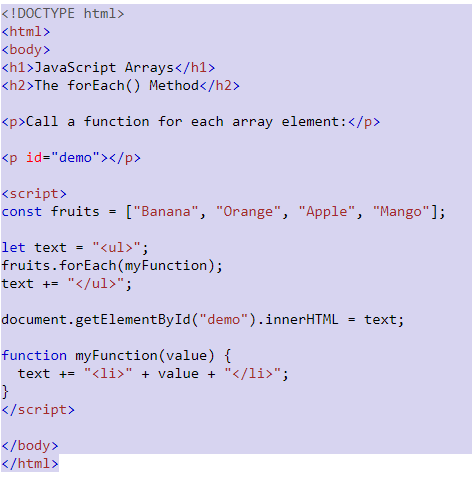 <!DOCTYPE html>
<html>
<body>
<h1>JavaScript Arrays</h1>
<h2>The forEach() Method</h2>

<p>Call a function for each array element:</p>

<p id="demo"></p>

<script>
const fruits = ["Banana", "Orange", "Apple", "Mango"];

let text = "<ul>";
fruits.forEach(myFunction);
text += "</ul>";

document.getElementById("demo").innerHTML = text;

function myFunction(value) {
  text += "<li>" + value + "</li>";
}
</script>

</body>
</html>